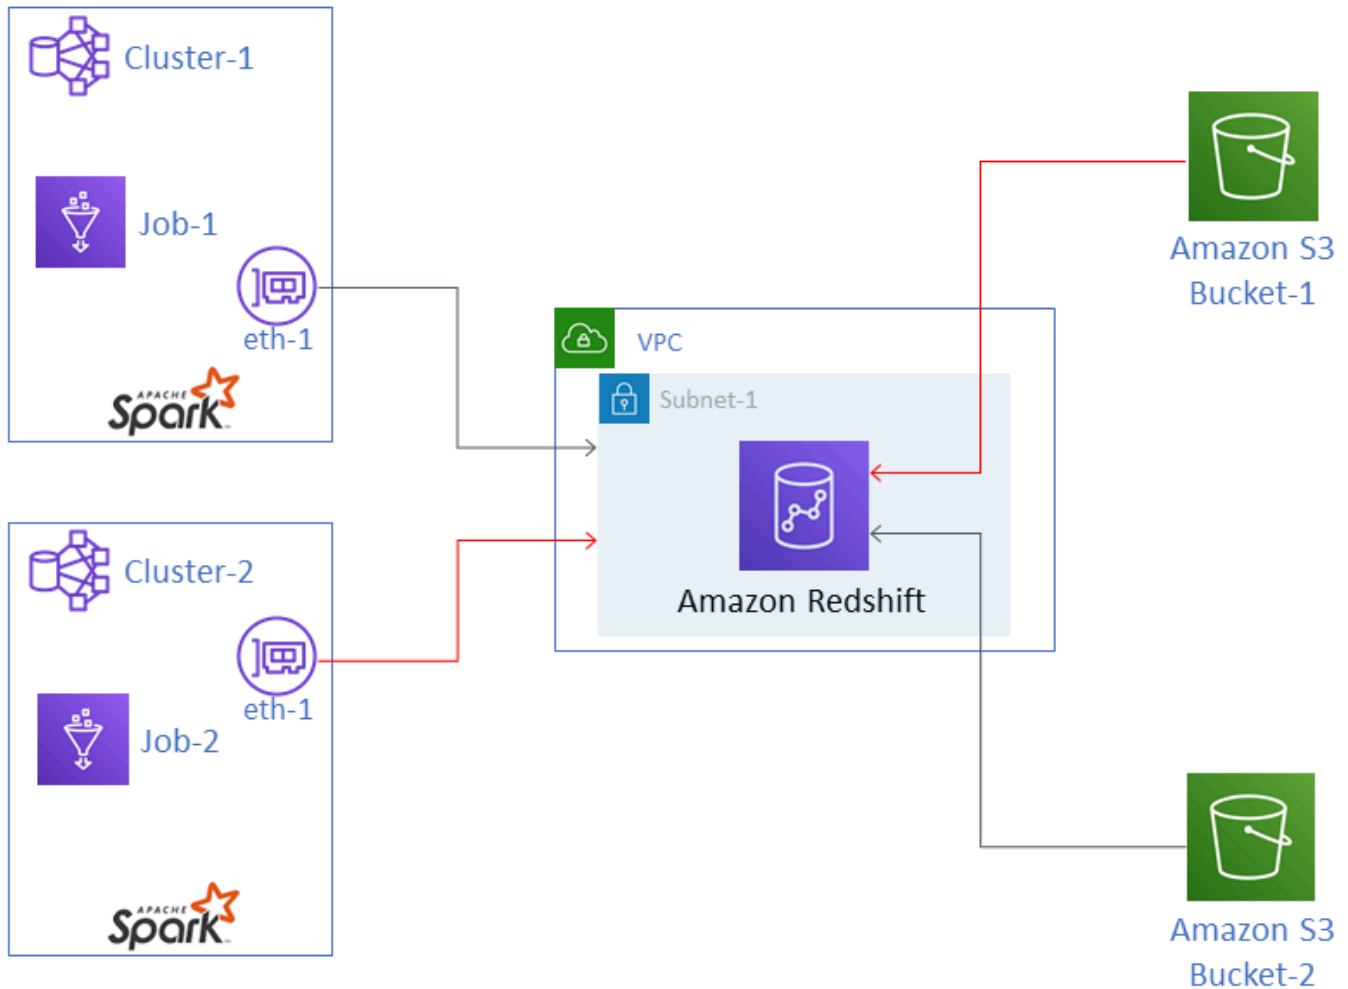 Cluster-1
Job-1
eth-1
APACHE
Spark
Cluster-2
eth-1
Job-2
APACHE
Spark
VPC
Subnet-1
Amazon Redshift
Amazon S3
Bucket-1
Amazon S3
Bucket-2